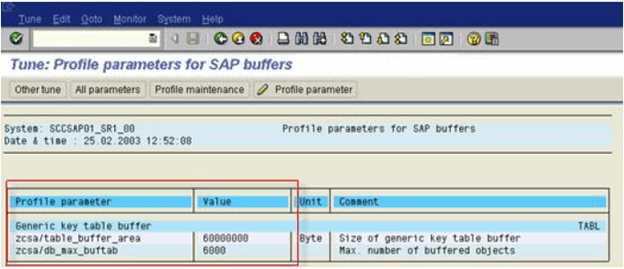 Tune Edit Goto Monitor System Help
Tune: Profile parameters for SAP buffers
Other tune All parameters Profile maintenance Profile parameter
System: SCCSAP01_SR1_00 Profile parameters for SAP buffers
Date & time : 25.02.2003 12:52:08
Profile parameter Value Unit Comment
Generic key table buffer TABL
zcsa/table_buffer_area 60000000 Byte Size of generic key table buffer
zcsa/db_max_buftab 6000 Max. number of buffered objects